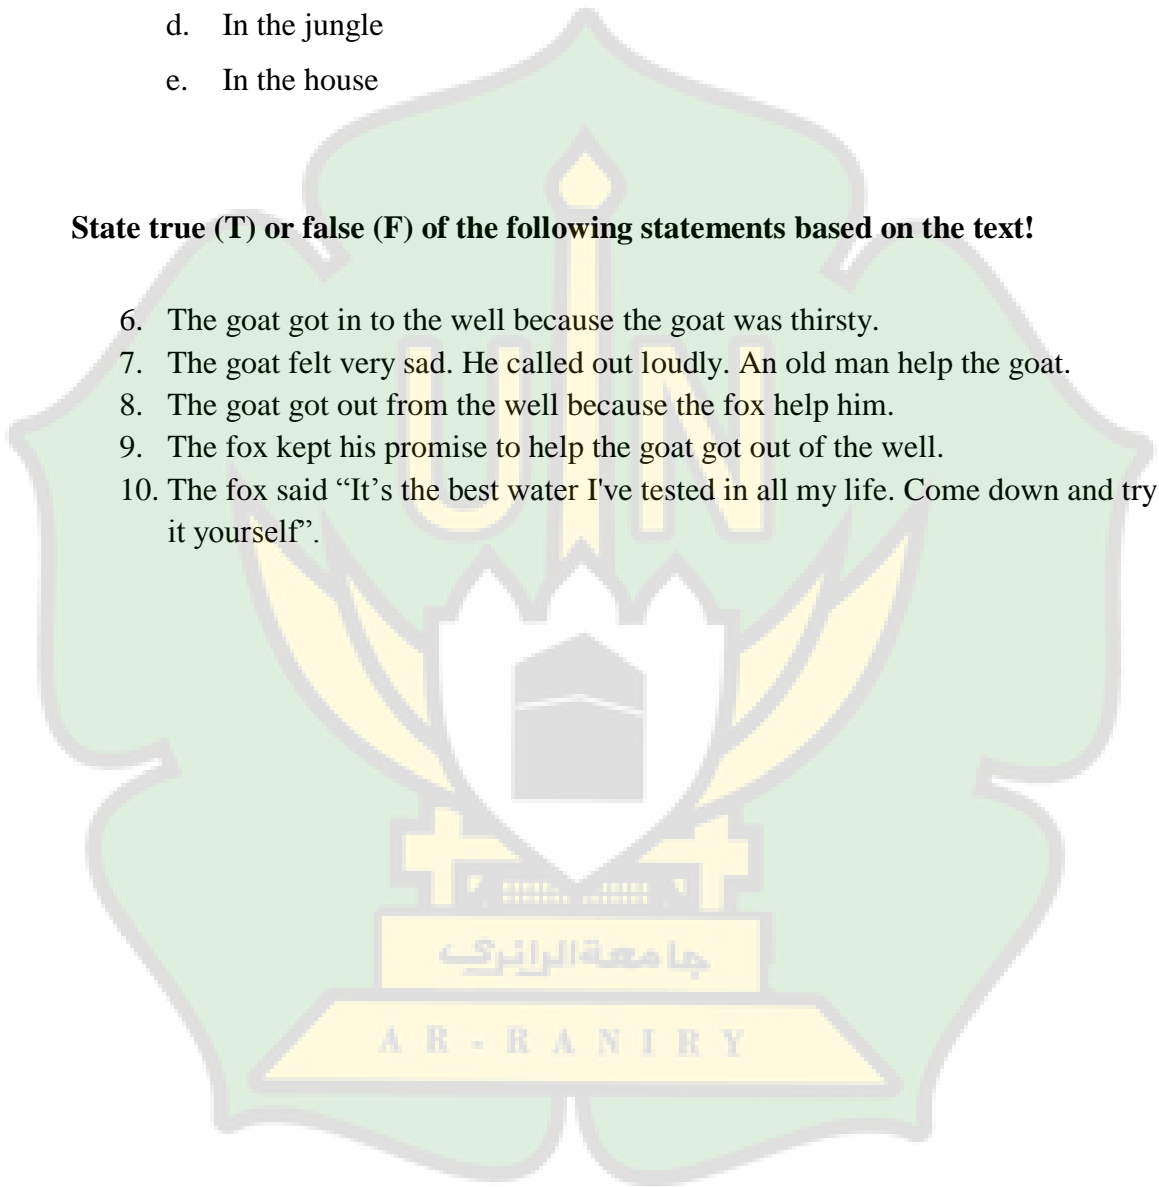 d. In the jungle
e. In the house
State true (T) or false (F) of the following statements based on the text!
6. The goat got in to the well because the goat was thirsty.
7. The goat felt very sad. He called out loudly. An old man help the goat.
8. The goat got out from the well because the fox help him.
9. The fox kept his promise to help the goat got out of the well.
10. The fox said “It’s the best water I've tested in all my life. Come down and try
it yourself”.
UIN
جامعةالرانرک
AR-RANIRY